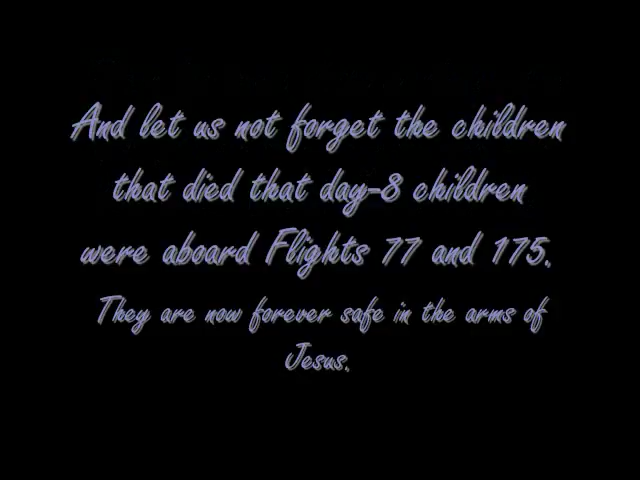 And let us not forget the children
that died that day-8 children
were aboard Flights 77 and 175.
They are now forever safe in the arms of
Jesus.